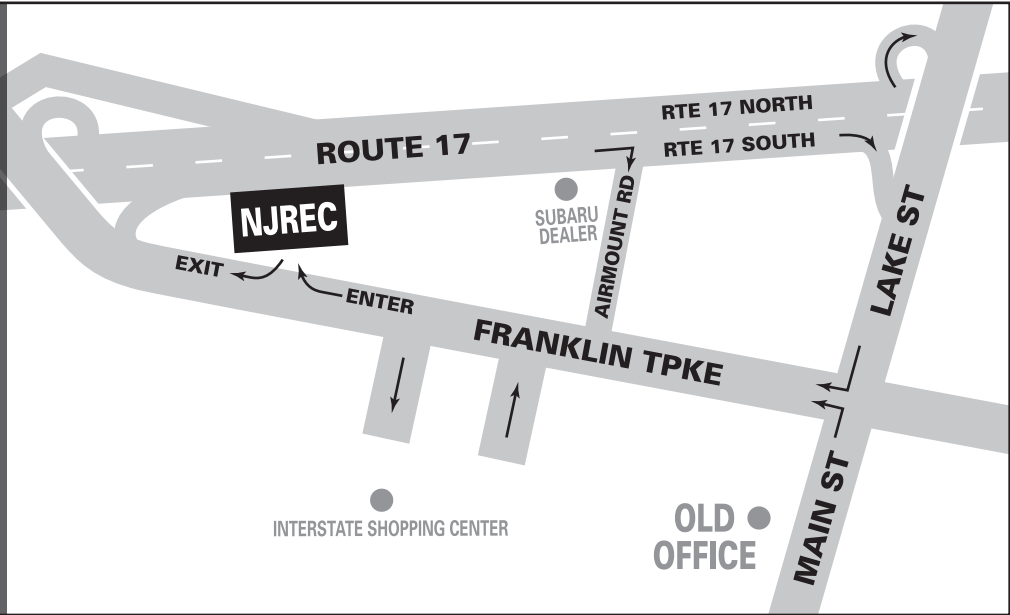 RTE 17 NORTH
ROUTE 17
RTE 17 SOUTH
NJREC
SUBARU
DEALER
AIRMOUNT RD
LAKE ST
EXIT
ENTER
FRANKLIN TPKE
MAIN ST
INTERSTATE SHOPPING CENTER
OLD
OFFICE